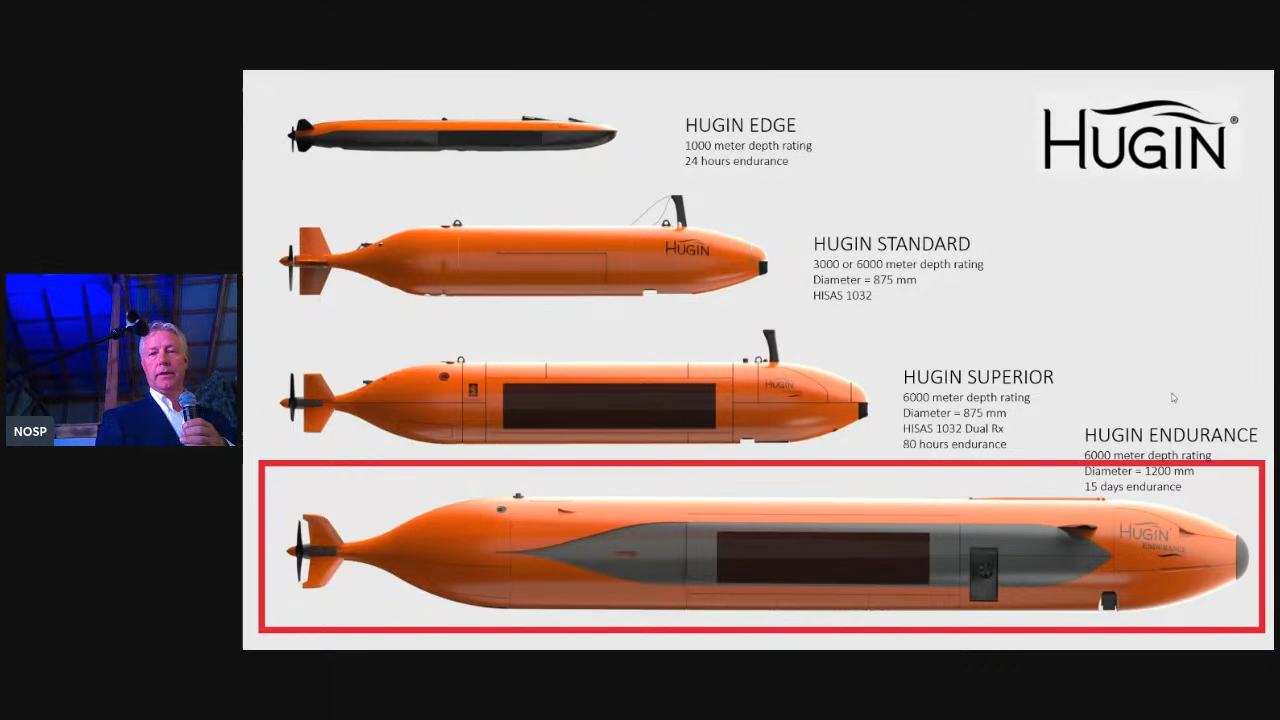 HUGIN EDGE
1000 meter depth rating
24 hours endurance
HUGIN®
HUGIN
HUGIN STANDARD
3000 or 6000 meter depth rating
Diameter = 875 mm
HISAS 1032
HUGIN
HUGIN SUPERIOR
6000 meter depth rating
Diameter = 875 mm
HISAS 1032 Dual Rx
80 hours endurance
NOSP
HUGIN ENDURANCE
6000 meter depth rating
Diameter = 1200 mm
15 days endurance
HUGIN
ENDURANCE